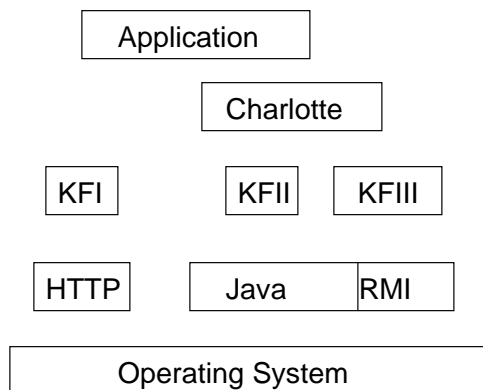 Application
Charlotte
KFI KFII KFIII
HTTP Java RMI
Operating System